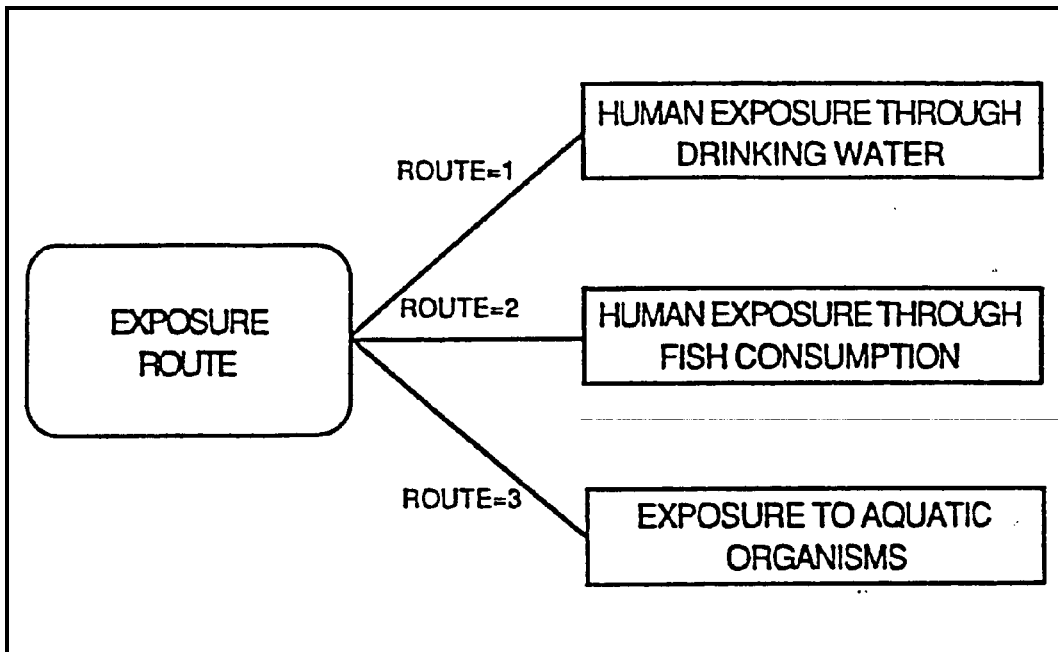 HUMAN EXPOSURE THROUGH
DRINKING WATER
ROUTE=1
EXPOSURE
ROUTE
ROUTE=2
HUMAN EXPOSURE THROUGH
FISH CONSUMPTION
ROUTE=3
EXPOSURE TO AQUATIC
ORGANISMS